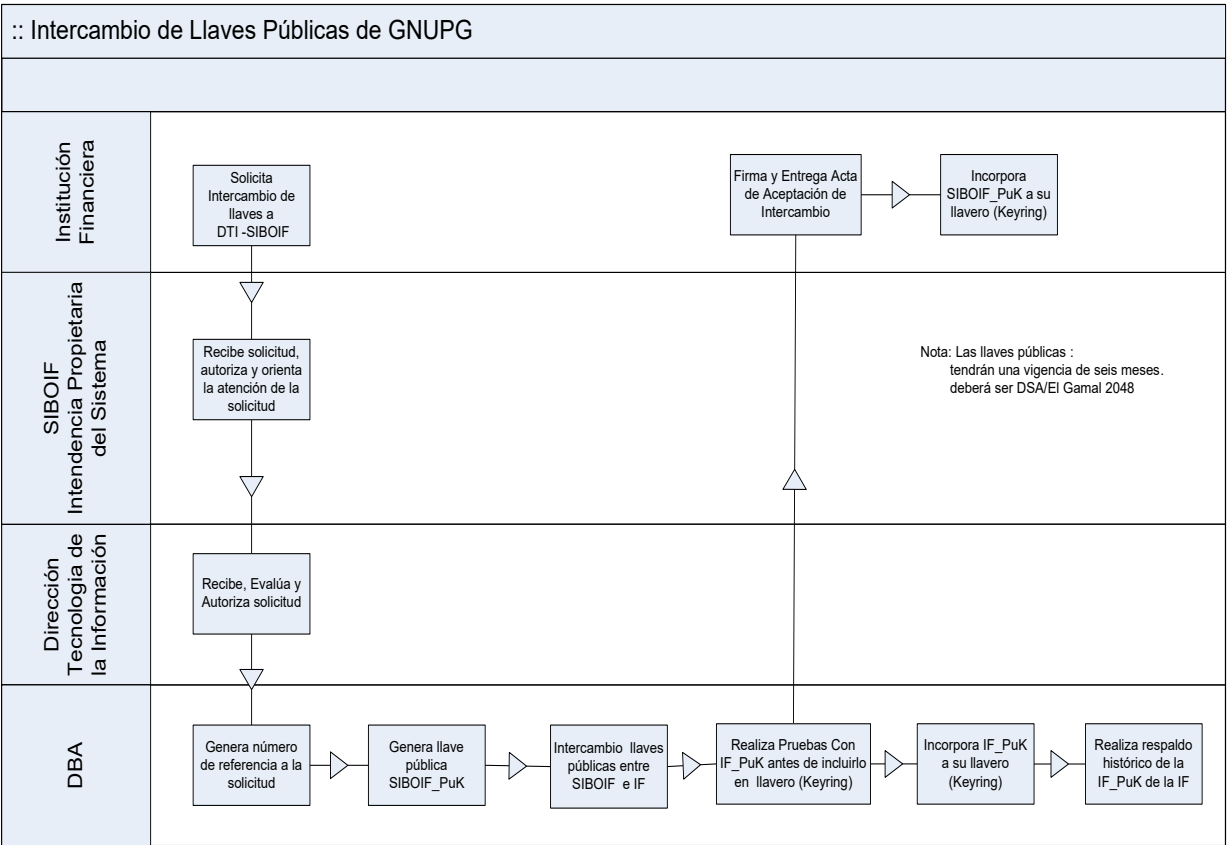 :: Intercambio de Llaves Públicas de GNUPG
Institución
Financiera
Solicita
Intercambio de
llaves a
DTI -SIBOIF
Firma y Entrega Acta
de Aceptación de
Intercambio
Incorpora
SIBOIF_PuK a su
llavero (Keyring)
SIBOIF
Intendencia Propietaria
del Sistema
Recibe solicitud,
autoriza y orienta
la atención de la
solicitud
Nota: Las llaves públicas :
tendrán una vigencia de seis meses.
deberá ser DSA/El Gamal 2048
Dirección
Tecnologia de
la Información
Recibe, Evalúa y
Autoriza solicitud
DBA
Genera número
de referencia a la
solicitud
Genera llave
pública
SIBOIF_PuK
Intercambio llaves
públicas entre
SIBOIF e IF
Realiza Pruebas Con
IF_PuK antes de incluirlo
en llavero (Keyring)
Incorpora IF_PuK
a su llavero
(Keyring)
Realiza respaldo
histórico de la
IF_PuK de la IF